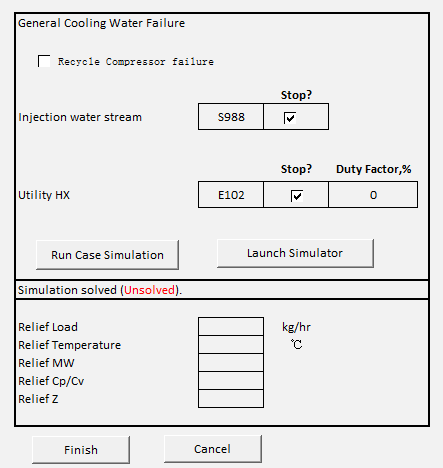 General Cooling Water Failure
Recycle Compressor failure
Stop?
Injection water stream S988
Stop? Duty Factor,%
Utility HX E102 0
Run Case Simulation Launch Simulator
Simulation solved (Unsolved).
Relief Load kg/hr
Relief Temperature ℃
Relief MW
Relief Cp/Cv
Relief Z
Finish Cancel